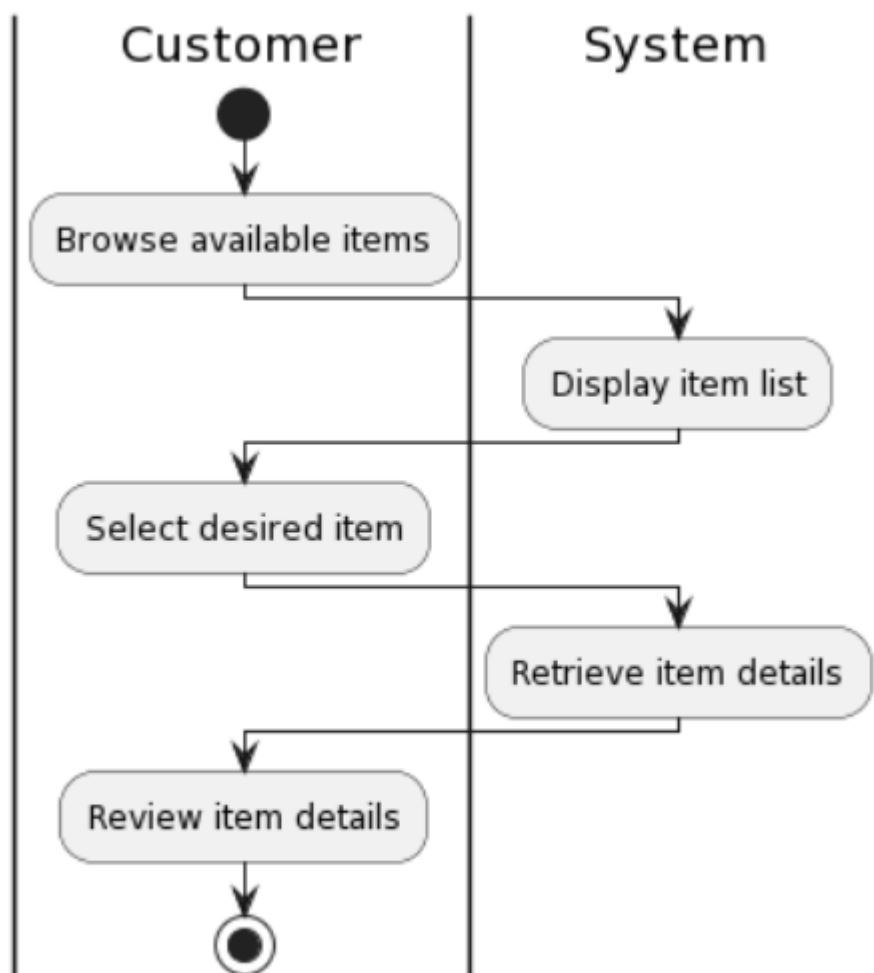 Customer
System
Browse available items
Display item list
Select desired item
Retrieve item details
Review item details